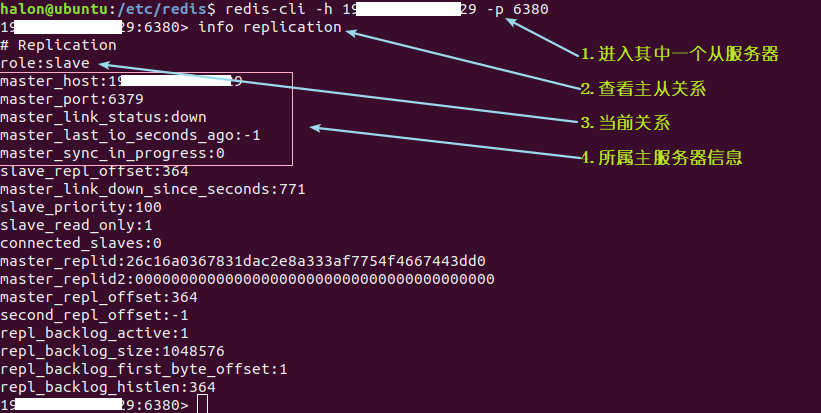 halon@ubuntu:/etc/redis$ redis-cli -h 19 29 -p 6380
19 29:6380> info replication
# Replication
1.进入其中一个从服务器
role:slave
master_host:19 9
2.查看主从关系
master_port:6379
master_link_status:down
3.当前关系
master_last_io_seconds_ago:-1
master_sync_in_progress:0
4.所属主服务器信息
slave_repl_offset:364
master_link_down_since_seconds:771
slave_priority:100
slave_read_only:1
connected_slaves:0
master_replid:26c16a0367831dac2e8a333af7754f4667443dd0
master_replid2:0000000000000000000000000000000000000000
master_repl_offset:364
second_repl_offset:-1
repl_backlog_active:1
repl_backlog_size:1048576
repl_backlog_first_byte_offset:1
repl_backlog_histlen:364
19 29:6380>